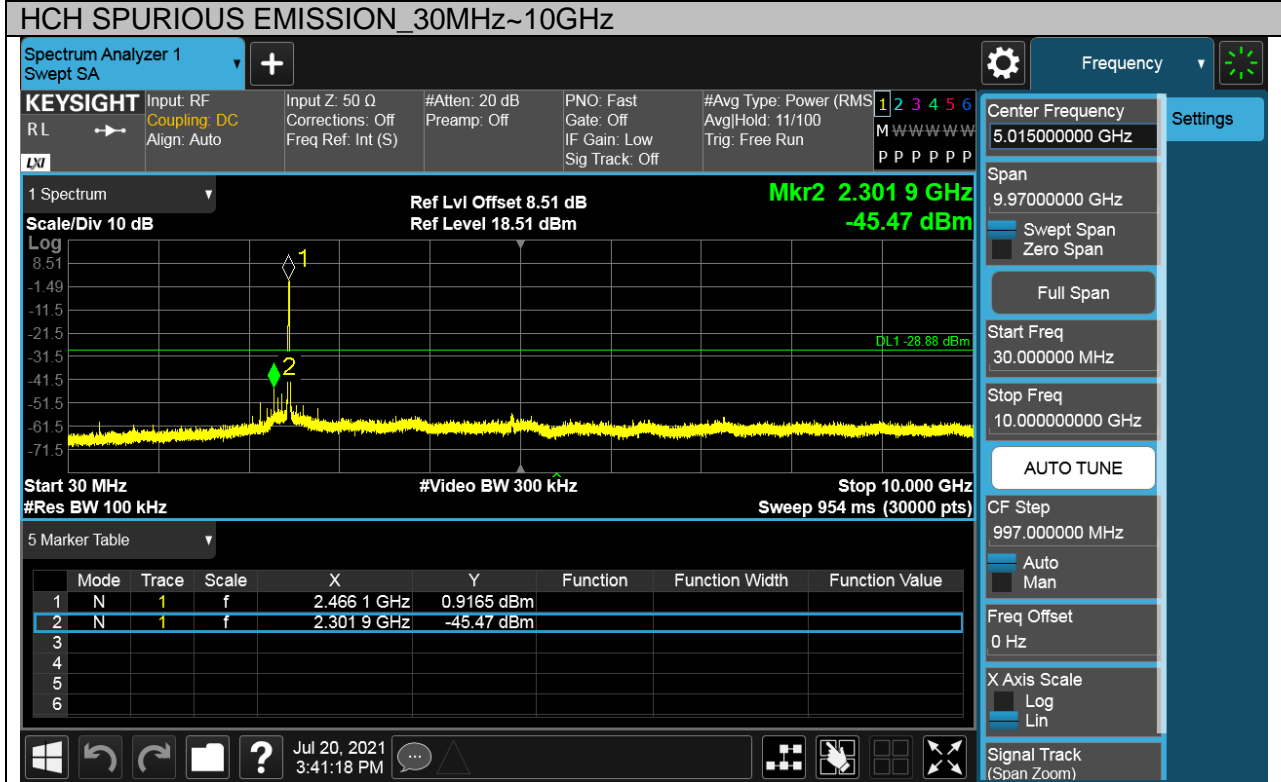 HCH SPURIOUS EMISSION_30MHz~10GHz
Spectrum Analyzer 1
Swept SA
+
Frequency
KEYSIGHT Input: RF Input Z: 50 Ω #Atten: 20 dB PNO: Fast #Avg Type: Power (RMS 1 2 3 4 5 6
RL Coupling: DC Corrections: Off Preamp: Off Gate: Off Avg|Hold: 11/100 M W W W W W
Align: Auto Freq Ref: Int (S) IF Gain: Low Trig: Free Run
LXI Sig Track: Off P P P P P P
1 Spectrum Ref Lvl Offset 8.51 dB Mkr2 2.301 9 GHz
Scale/Div 10 dB Ref Level 18.51 dBm -45.47 dBm
Log
8.51
-1.49
-11.5
-21.5
-31.5
-41.5
-51.5
-61.5
-71.5
1
2
DL1 -28.88 dBm
Start 30 MHz #Video BW 300 kHz Stop 10.000 GHz
#Res BW 100 kHz Sweep 954 ms (30000 pts)
5 Marker Table
Mode Trace Scale X Y Function Function Width Function Value
1 N 1 f 2.466 1 GHz 0.9165 dBm
2 N 1 f 2.301 9 GHz -45.47 dBm
3
4
5
6
Jul 20, 2021
3:41:18 PM
?
Center Frequency
5.015000000 GHz
Settings
Span
9.97000000 GHz
Swept Span
Zero Span
Full Span
Start Freq
30.000000 MHz
Stop Freq
10.000000000 GHz
AUTO TUNE
CF Step
997.000000 MHz
Auto
Man
Freq Offset
0 Hz
X Axis Scale
Log
Lin
Signal Track
(Span Zoom)